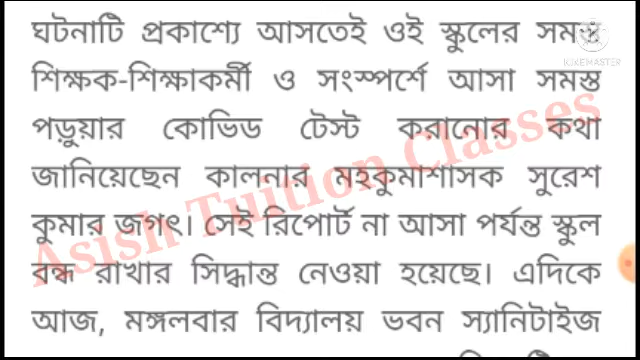 ঘটনাটি প্রকাশ্যে আসতেই ওই স্কুলের সমস্ত
শিক্ষক-শিক্ষাকর্মী ও সংস্পর্শে আসা সমস্ত
পড়ুয়ার কোভিড টেস্ট করানোর কথা
জানিয়েছেন কালনার মহকুমাশাসক সুরেশ
কুমার জগৎ। সেই রিপোর্ট না আসা পর্যন্ত স্কুল
বন্ধ রাখার সিদ্ধান্ত নেওয়া হয়েছে। এদিকে
আজ, মঙ্গলবার বিদ্যালয় ভবন স্যানিটাইজ
Asish Tuition Classes
KINEMASTER